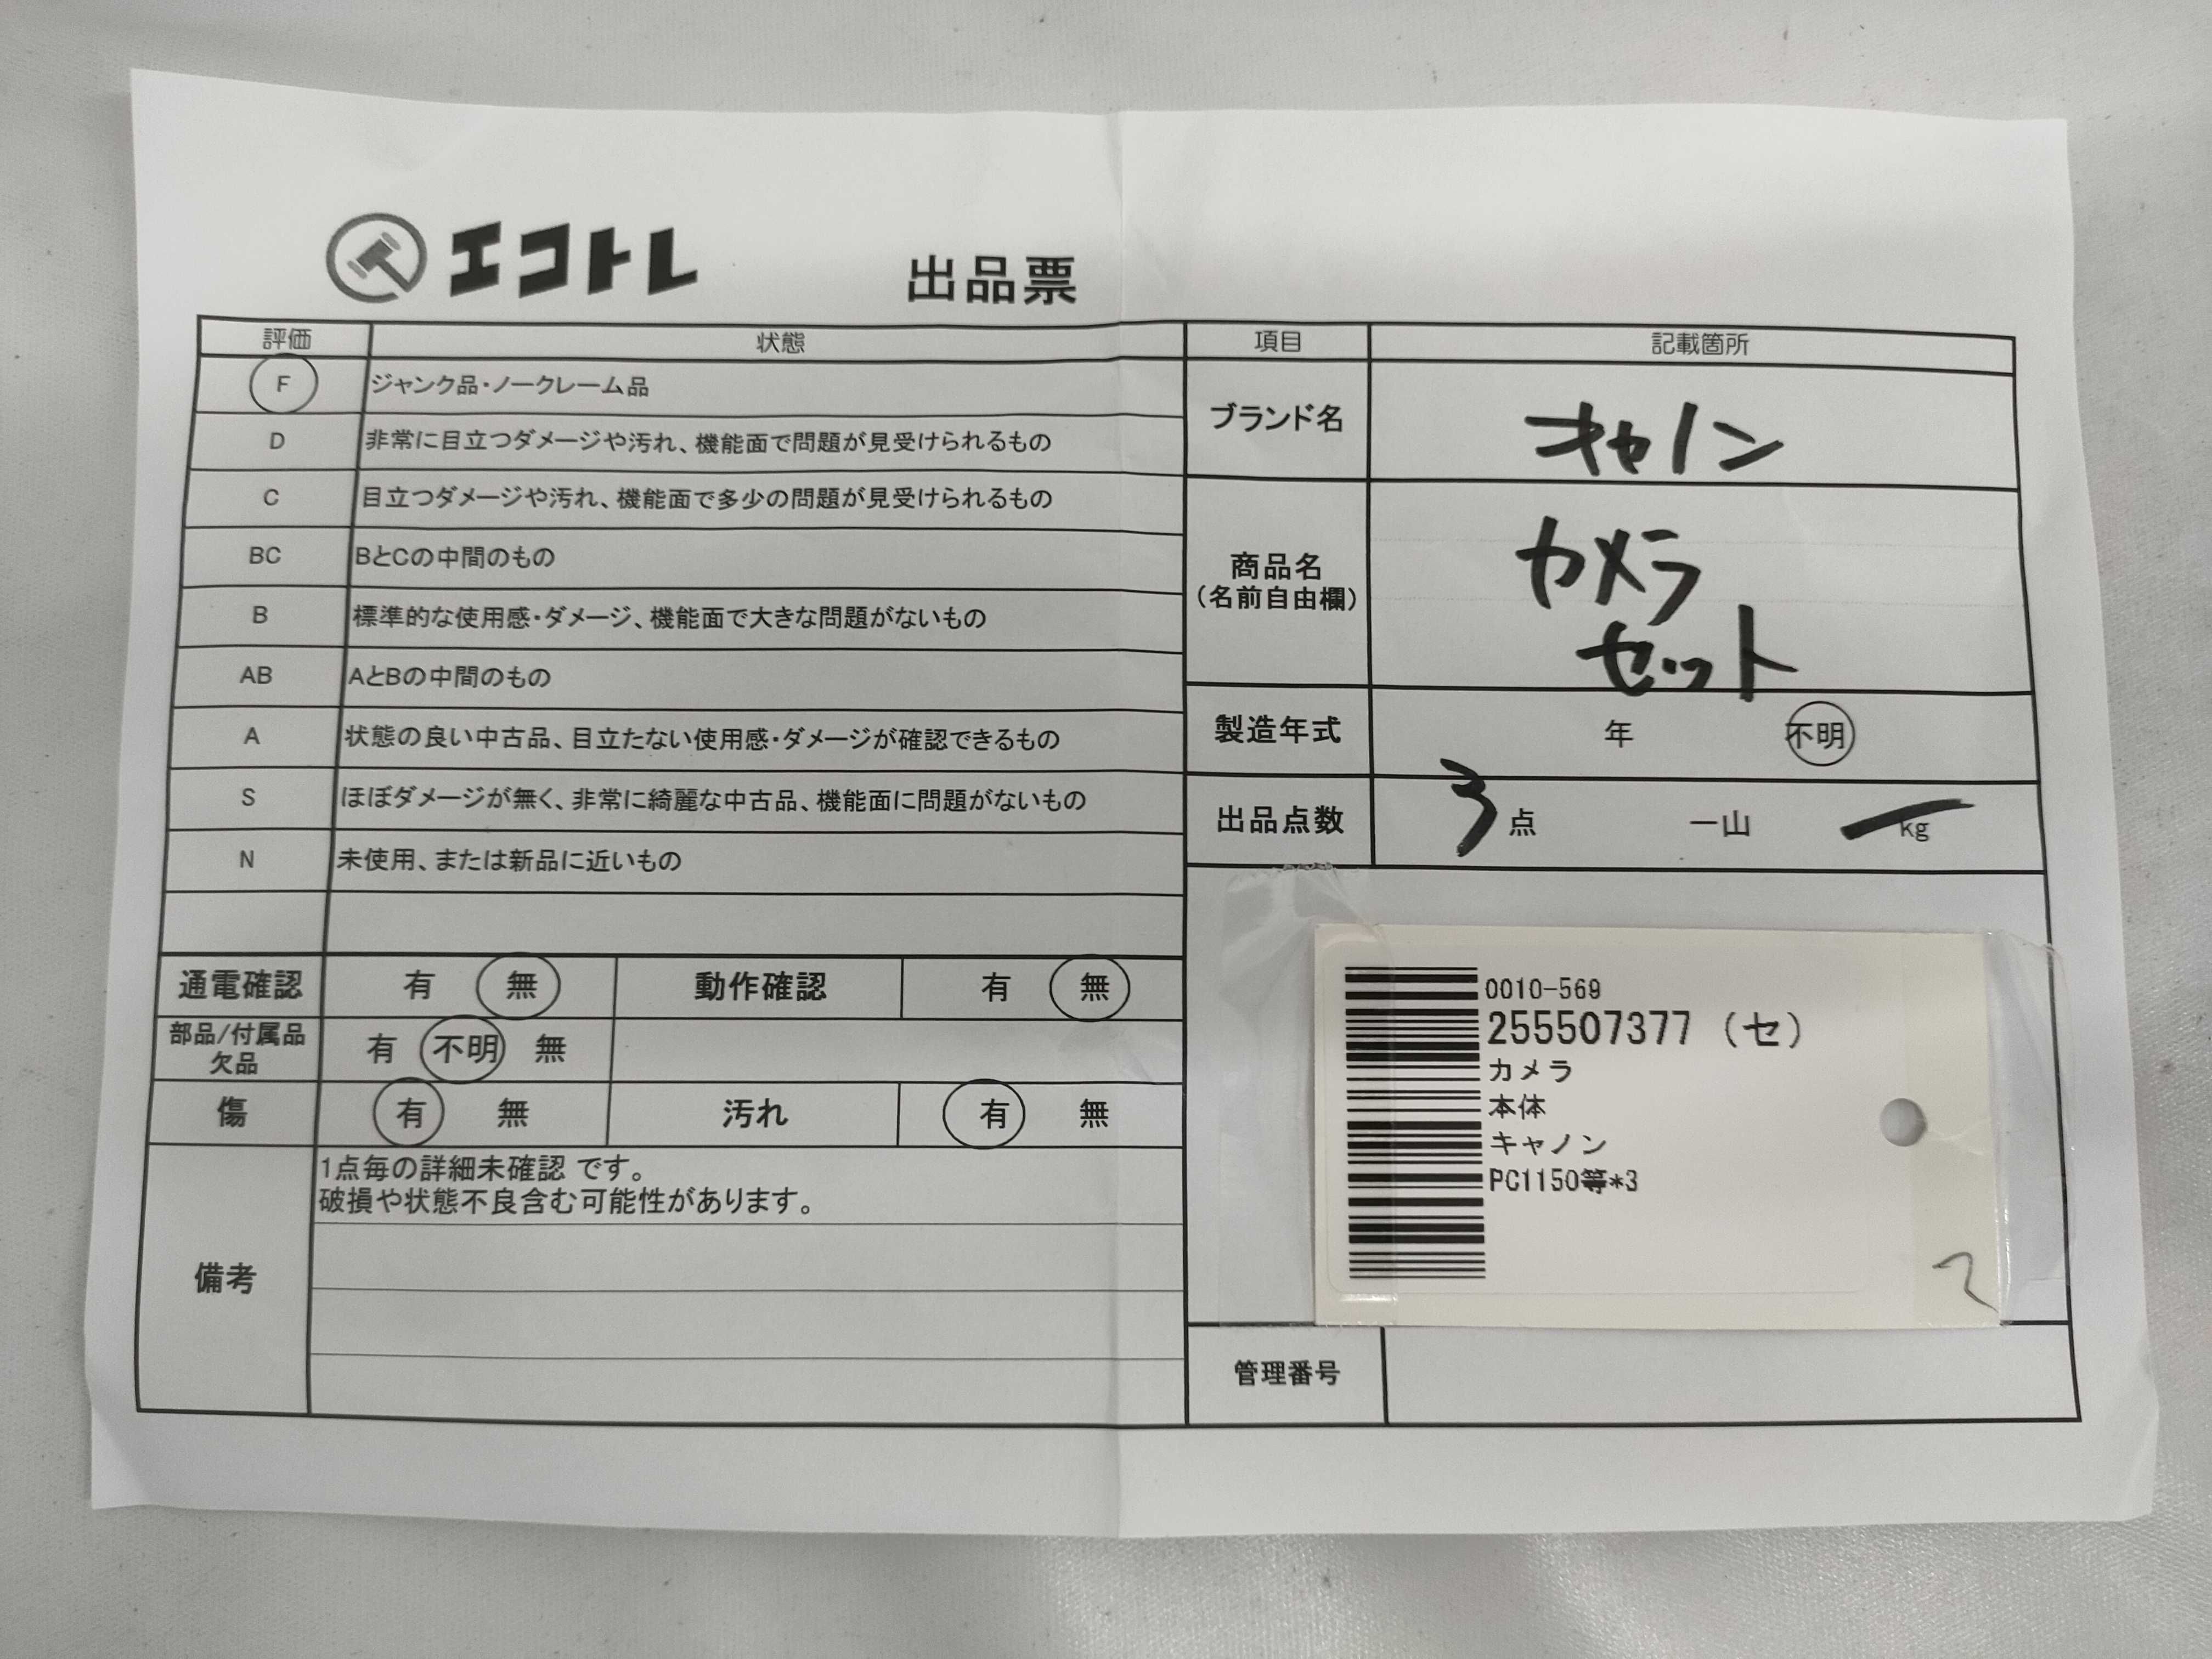 エコトレ
出品票
評価 状態
F ジャンク品・ノークレーム品
D 非常に目立つダメージや汚れ、機能面で問題が見受けられるもの
C 目立つダメージや汚れ、機能面で多少の問題が見受けられるもの
BC BとCの中間のもの
B 標準的な使用感・ダメージ、機能面で大きな問題がないもの
AB AとBの中間のもの
A 状態の良い中古品、目立たない使用感・ダメージが確認できるもの
S ほぼダメージが無く、非常に綺麗な中古品、機能面に問題がないもの
N 未使用、または新品に近いもの
通電確認 有 無 動作確認 有 無
部品/付属品
欠品 有 不明 無
傷 有 無 汚れ 有 無
備考
1点毎の詳細未確認 です。
破損や状態不良含む可能性があります。
項目 記載箇所
ブランド名 キャノン
商品名
(名前自由欄)
カメラ
セット
製造年式 年 不明
出品点数 3点 一山 kg
0010-569
255507377 (セ)
カメラ
本体
キャノン
PC1150等*3
管理番号